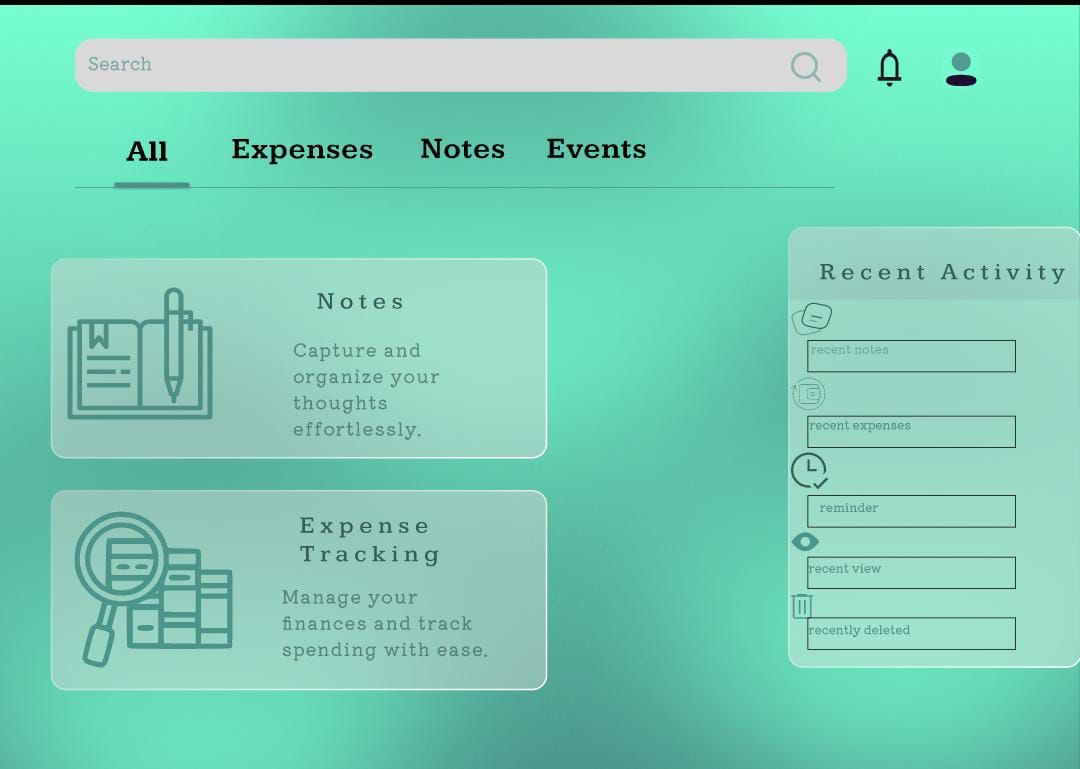 Search
All Expenses Notes Events
Notes
Capture and
organize your
thoughts
effortlessly.
Expense
Tracking
Manage your
finances and track
spending with ease.
Recent Activity
recent notes
recent expenses
reminder
recent view
recently deleted